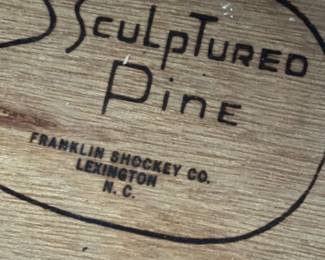 Sculptured
Pine
FRANKLIN SHOCKEY CO.
LEXINGTON
N. C.